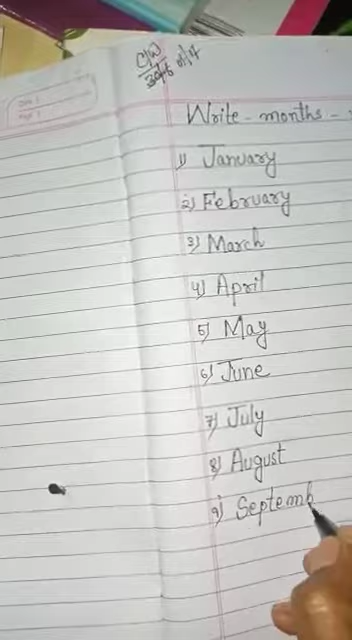 C/W
Write - months -
1) January
2) February
3) March
4) April
5) May
6) June
7) July
8) August
9) Septemb